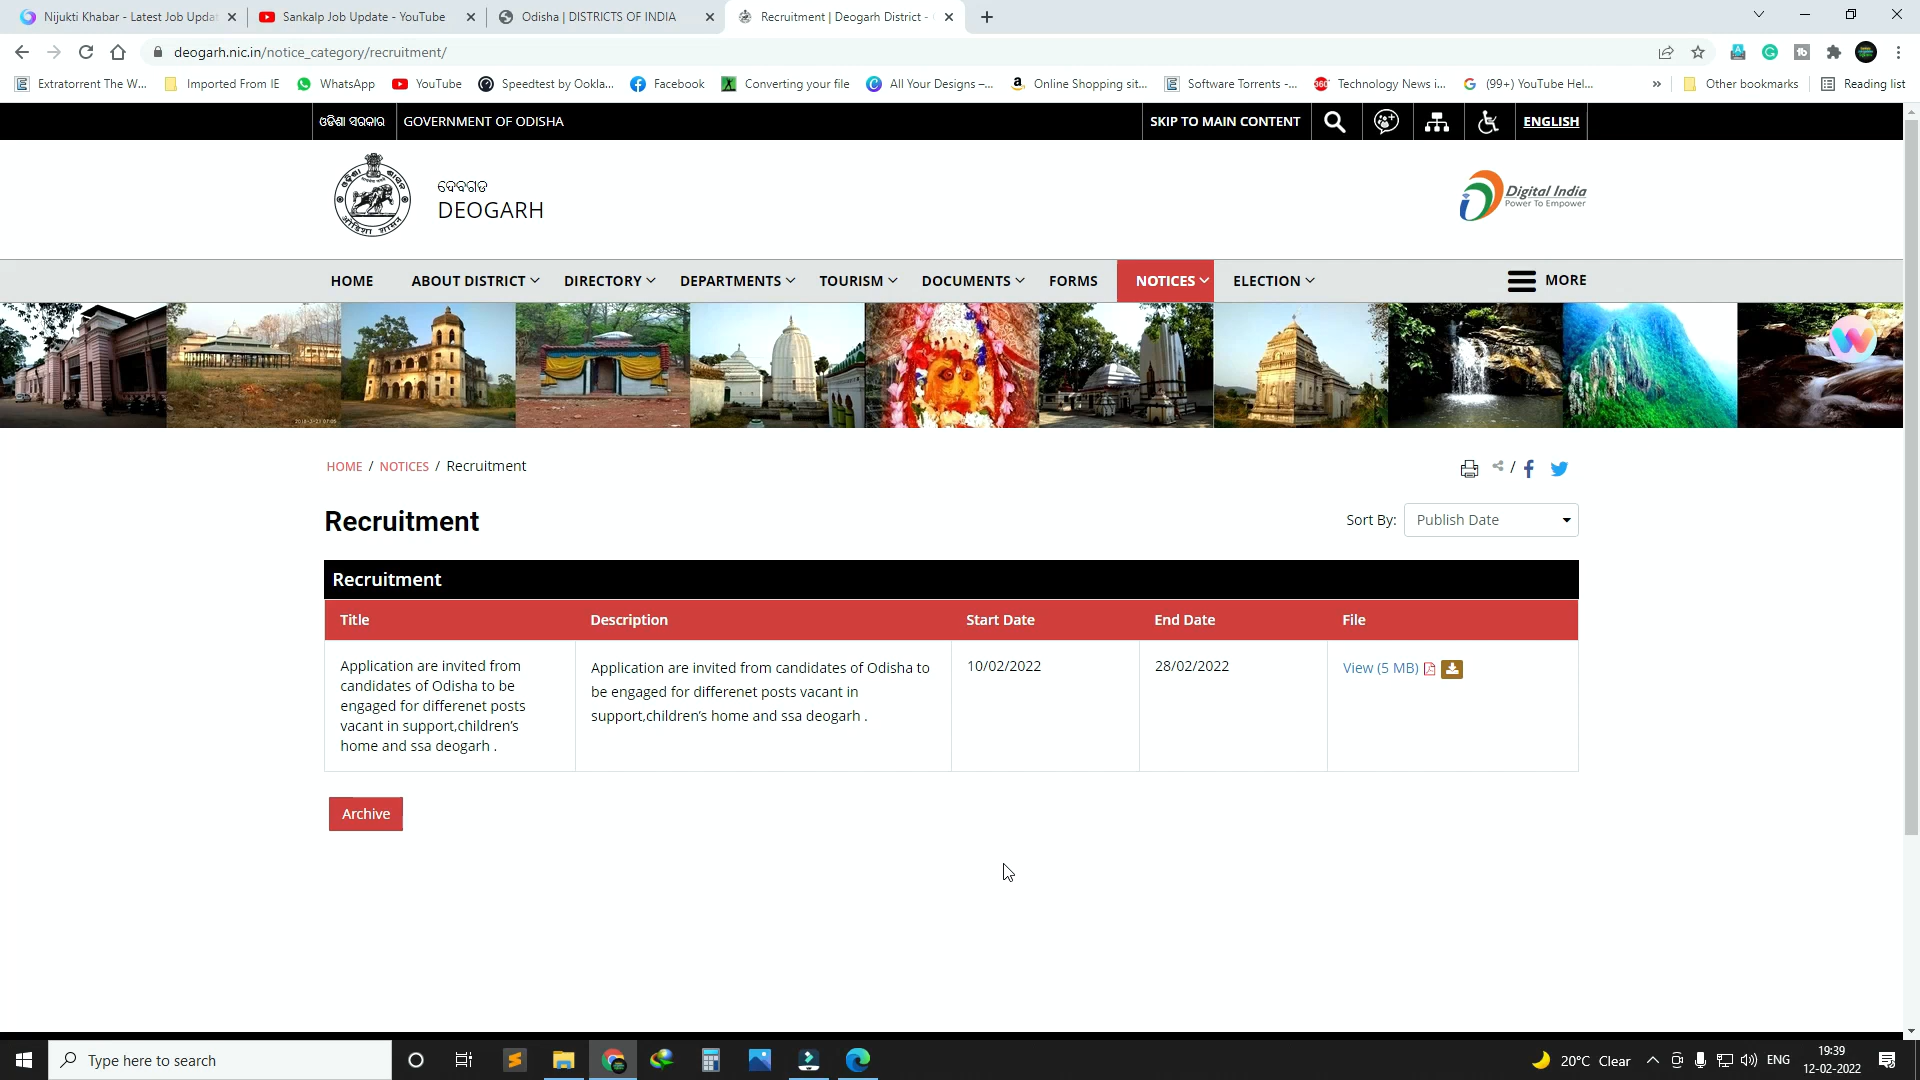 Nijukti Khabar - Latest Job Updat
Sankalp Job Update - YouTube
Odisha | DISTRICTS OF INDIA
Recruitment | Deogarh District -
deogarh.nic.in/notice_category/recruitment/
Extratorrent The W...
Imported From IE
WhatsApp
YouTube
Speedtest by Ookla...
Facebook
Converting your file
All Your Designs –...
Online Shopping sit...
Software Torrents -...
Technology News i...
(99+) YouTube Hel...
»
Other bookmarks
Reading list
ଓଡିଶା ସରକାର
GOVERNMENT OF ODISHA
SKIP TO MAIN CONTENT
ENGLISH
ଦେବଗଡ
DEOGARH
Digital India
Power To Empower
HOME
ABOUT DISTRICT
DIRECTORY
DEPARTMENTS
TOURISM
DOCUMENTS
FORMS
NOTICES
ELECTION
MORE
HOME / NOTICES / Recruitment
Recruitment
Sort By: Publish Date
Recruitment
Title
Description
Start Date
End Date
File
Application are invited from
candidates of Odisha to be
engaged for differenet posts
vacant in support,children's
home and ssa deogarh .
Application are invited from candidates of Odisha to
be engaged for differenet posts vacant in
support,children's home and ssa deogarh .
10/02/2022
28/02/2022
View (5 MB)
Archive
Type here to search
20°C Clear
ENG
19:39
12-02-2022